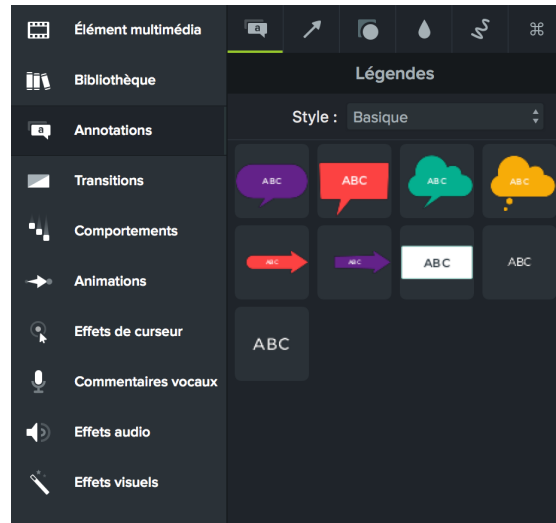 Élément multimédia
Bibliothèque
Annotations
Transitions
Comportements
Animations
Effets de curseur
Commentaires vocaux
Effets audio
Effets visuels
a
a
Légendes
Style : Basique
ABC
ABC
ABC
ABC
ABC
ABC
ABC
ABC
ABC